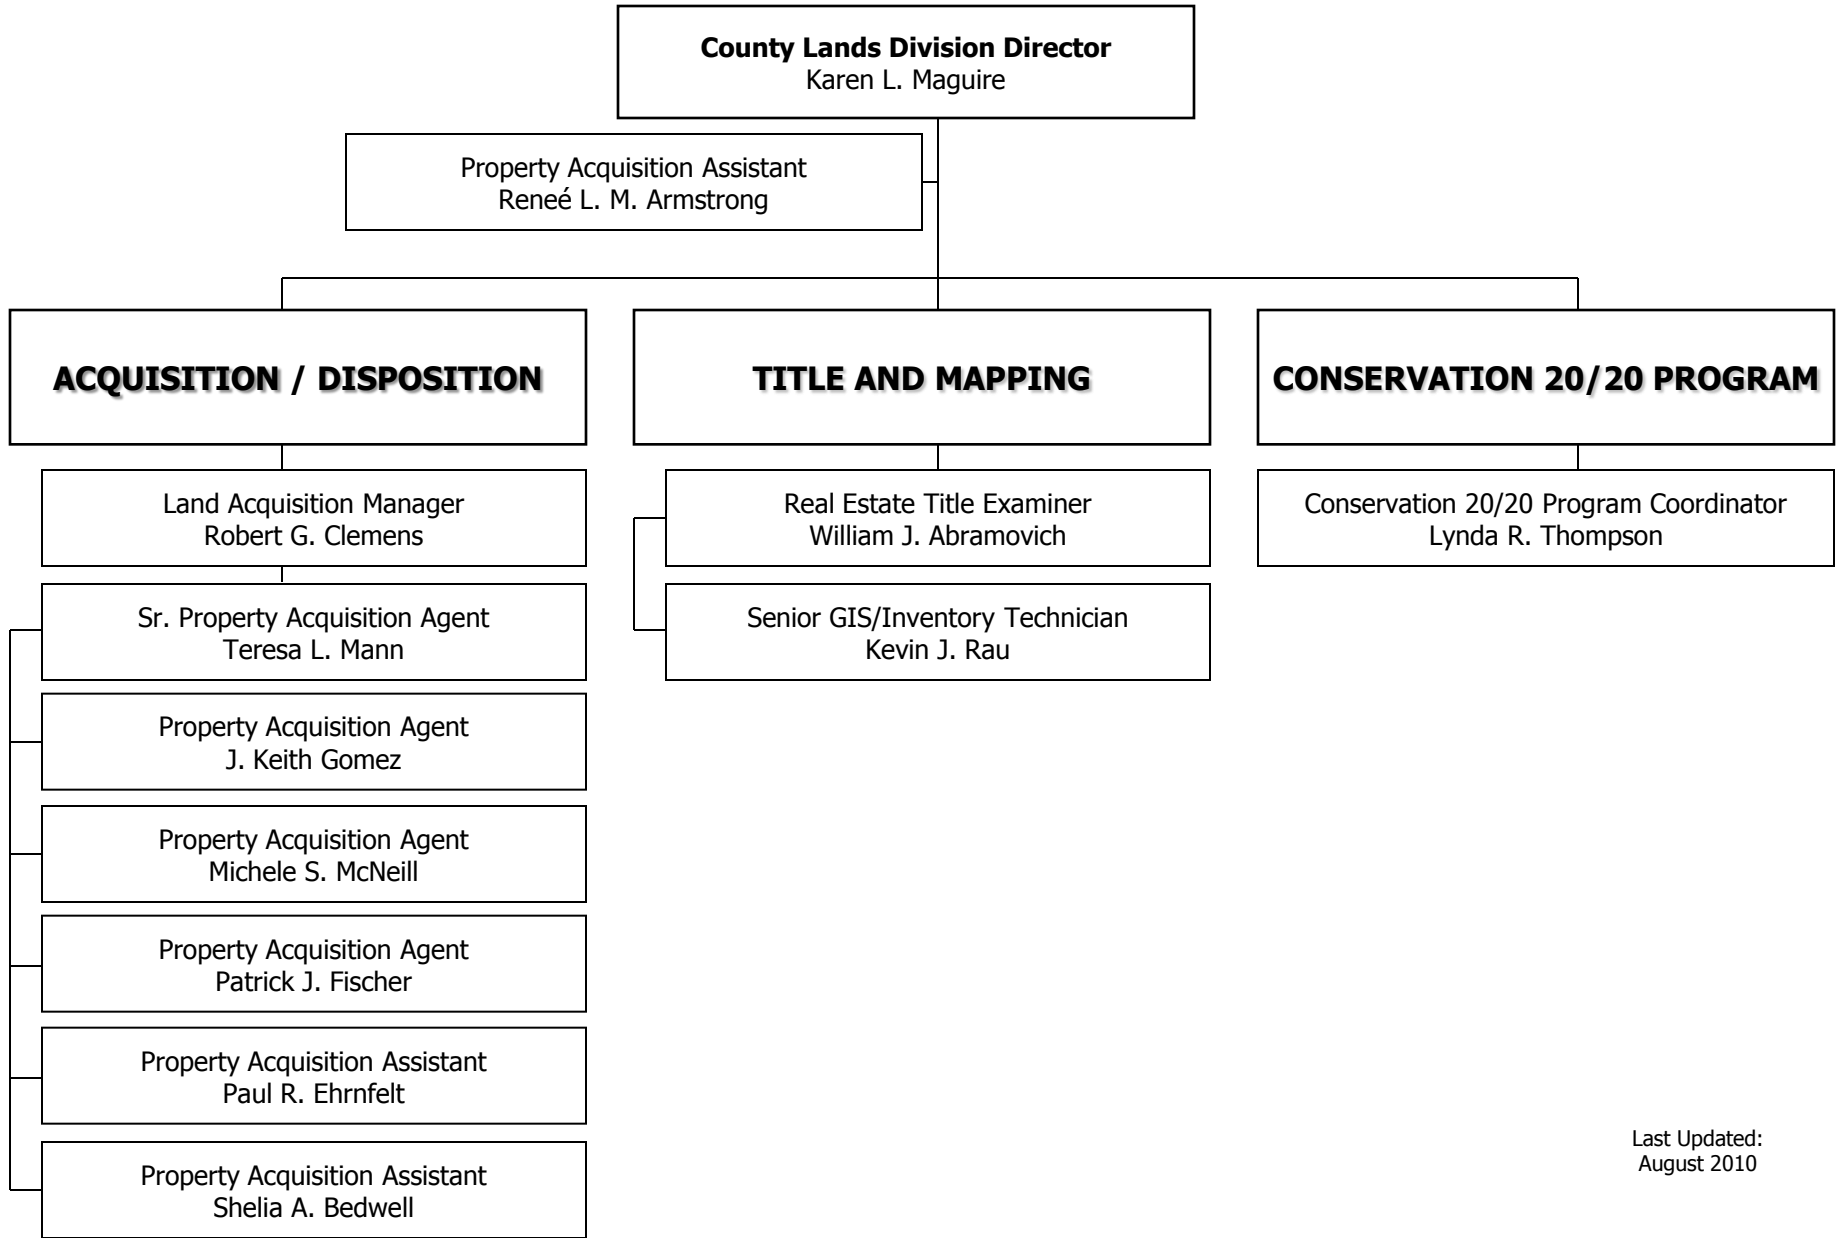 County Lands Division Director
Karen L. Maguire
Property Acquisition Assistant
Reneé L. M. Armstrong
ACQUISITION / DISPOSITION
Land Acquisition Manager
Robert G. Clemens
Sr. Property Acquisition Agent
Teresa L. Mann
Property Acquisition Agent
J. Keith Gomez
Property Acquisition Agent
Michele S. McNeill
Property Acquisition Agent
Patrick J. Fischer
Property Acquisition Assistant
Paul R. Ehrnfelt
Property Acquisition Assistant
Shelia A. Bedwell
TITLE AND MAPPING
Real Estate Title Examiner
William J. Abramovich
Senior GIS/Inventory Technician
Kevin J. Rau
CONSERVATION 20/20 PROGRAM
Conservation 20/20 Program Coordinator
Lynda R. Thompson
Last Updated:
August 2010